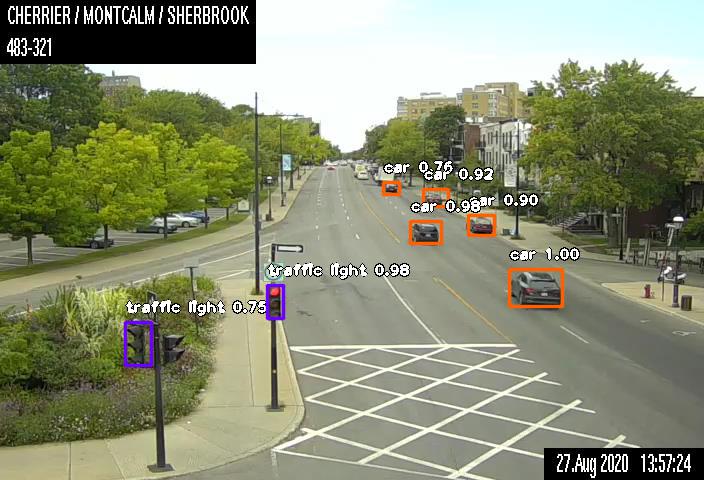 CHERRIER / MONTCALM / SHERBROOK
483-321
car 0.76
car 0.92
car 0.98
car 0.90
car 1.00
traffic light 0.98
traffic light 0.75
27.Aug 2020 13:57:24